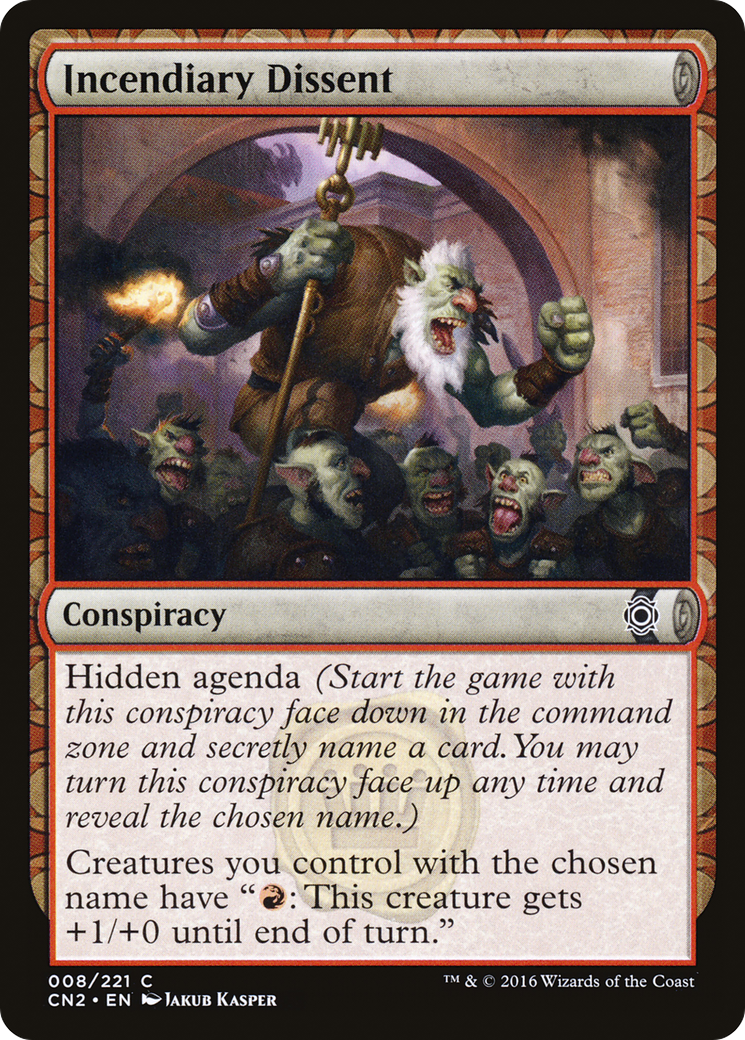 Incendiary Dissent
Conspiracy
Hidden agenda (Start the game with
this conspiracy face down in the command
zone and secretly name a card. You may
turn this conspiracy face up any time and
reveal the chosen name.)
Creatures you control with the chosen
name have “: This creature gets
+1/+0 until end of turn.”
008/221 C
CN2 • EN Jakub Kasper
™ & © 2016 Wizards of the Coast